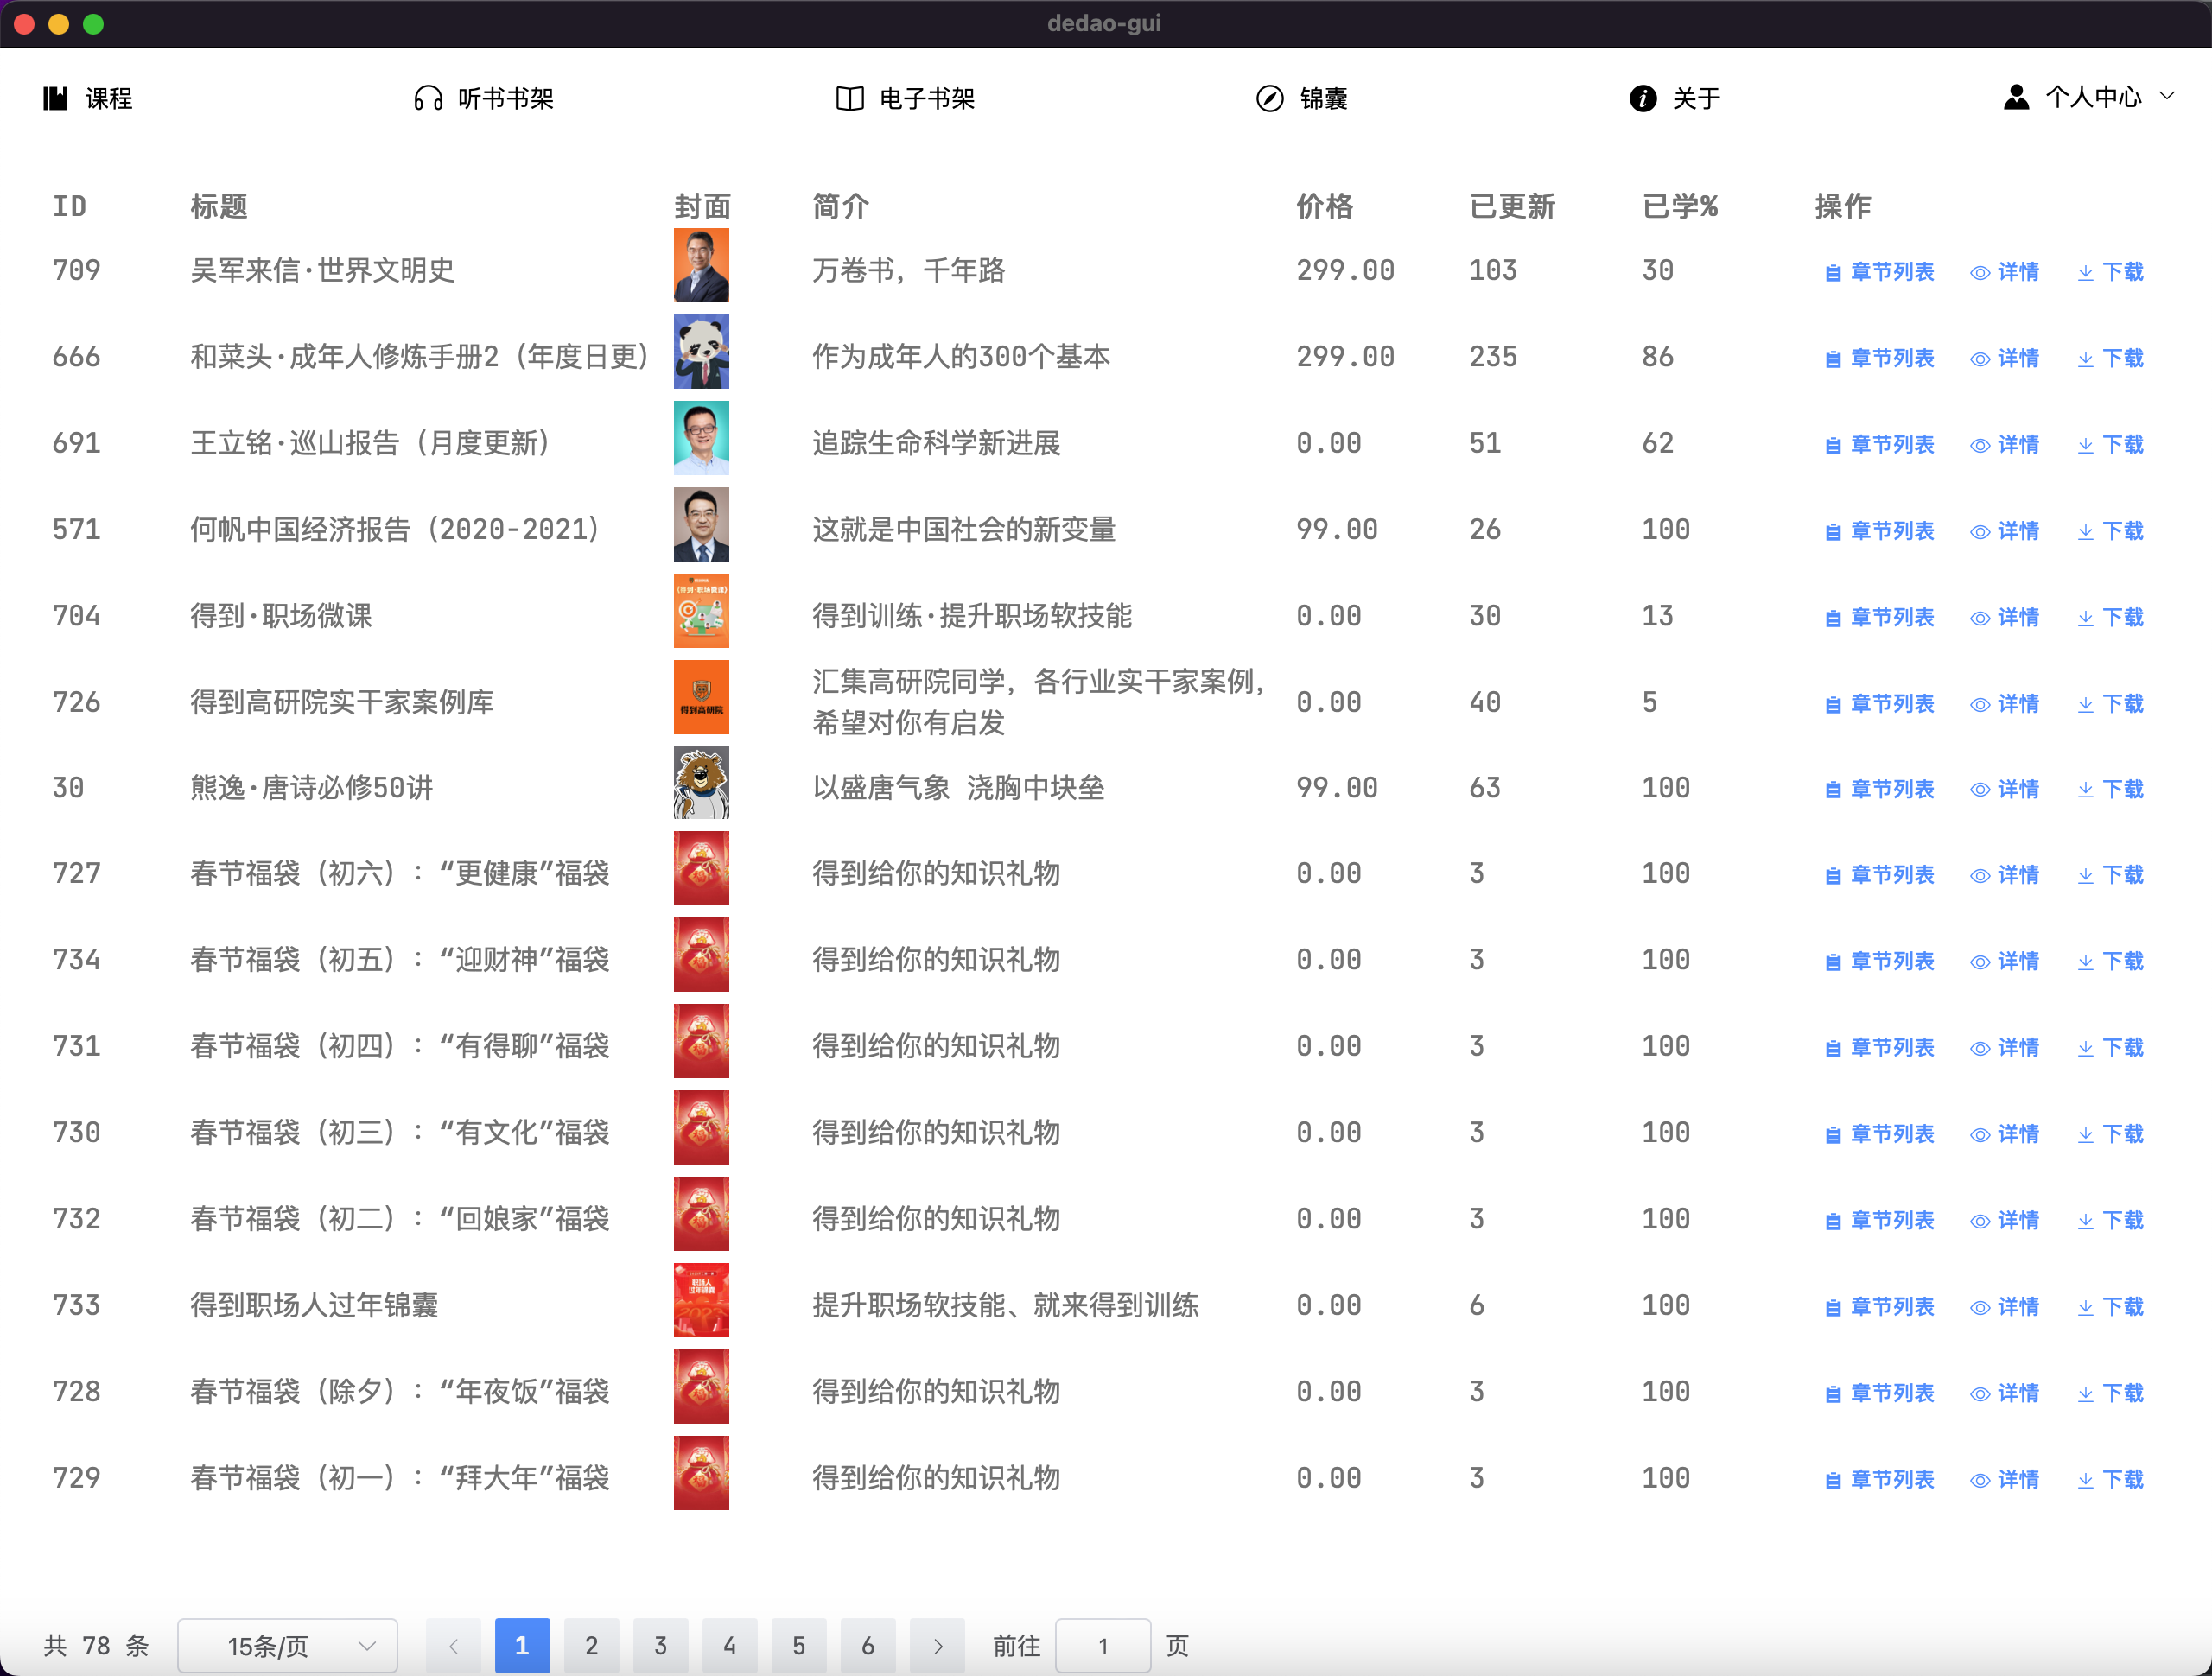 dedao-gui
课程 听书书架 电子书架 锦囊 关于 个人中心
ID 标题 封面 简介 价格 已更新 已学% 操作
709 吴军来信·世界文明史 万卷书，千年路 299.00 103 30 章节列表 详情 下载
666 和菜头·成年人修炼手册2（年度日更） 作为成年人的300个基本 299.00 235 86 章节列表 详情 下载
691 王立铭·巡山报告（月度更新） 追踪生命科学新进展 0.00 51 62 章节列表 详情 下载
571 何帆中国经济报告（2020-2021） 这就是中国社会的新变量 99.00 26 100 章节列表 详情 下载
《得到·职场微课》
704 得到·职场微课 得到训练·提升职场软技能 0.00 30 13 章节列表 详情 下载
汇集高研院同学，各行业实干家案例，
726 得到高研院实干家案例库 得到高研院 希望对你有启发 0.00 40 5 章节列表 详情 下载
30 熊逸·唐诗必修50讲 以盛唐气象 浇胸中块垒 99.00 63 100 章节列表 详情 下载
727 春节福袋（初六）：“更健康”福袋 得到给你的知识礼物 0.00 3 100 章节列表 详情 下载
734 春节福袋（初五）：“迎财神”福袋 得到给你的知识礼物 0.00 3 100 章节列表 详情 下载
731 春节福袋（初四）：“有得聊”福袋 得到给你的知识礼物 0.00 3 100 章节列表 详情 下载
730 春节福袋（初三）：“有文化”福袋 得到给你的知识礼物 0.00 3 100 章节列表 详情 下载
732 春节福袋（初二）：“回娘家”福袋 得到给你的知识礼物 0.00 3 100 章节列表 详情 下载
职场人
过年锦囊
733 得到职场人过年锦囊 提升职场软技能、就来得到训练 0.00 6 100 章节列表 详情 下载
728 春节福袋（除夕）：“年夜饭”福袋 得到给你的知识礼物 0.00 3 100 章节列表 详情 下载
729 春节福袋（初一）：“拜大年”福袋 得到给你的知识礼物 0.00 3 100 章节列表 详情 下载
共 78 条 15条/页 1 2 3 4 5 6 前往 1 页